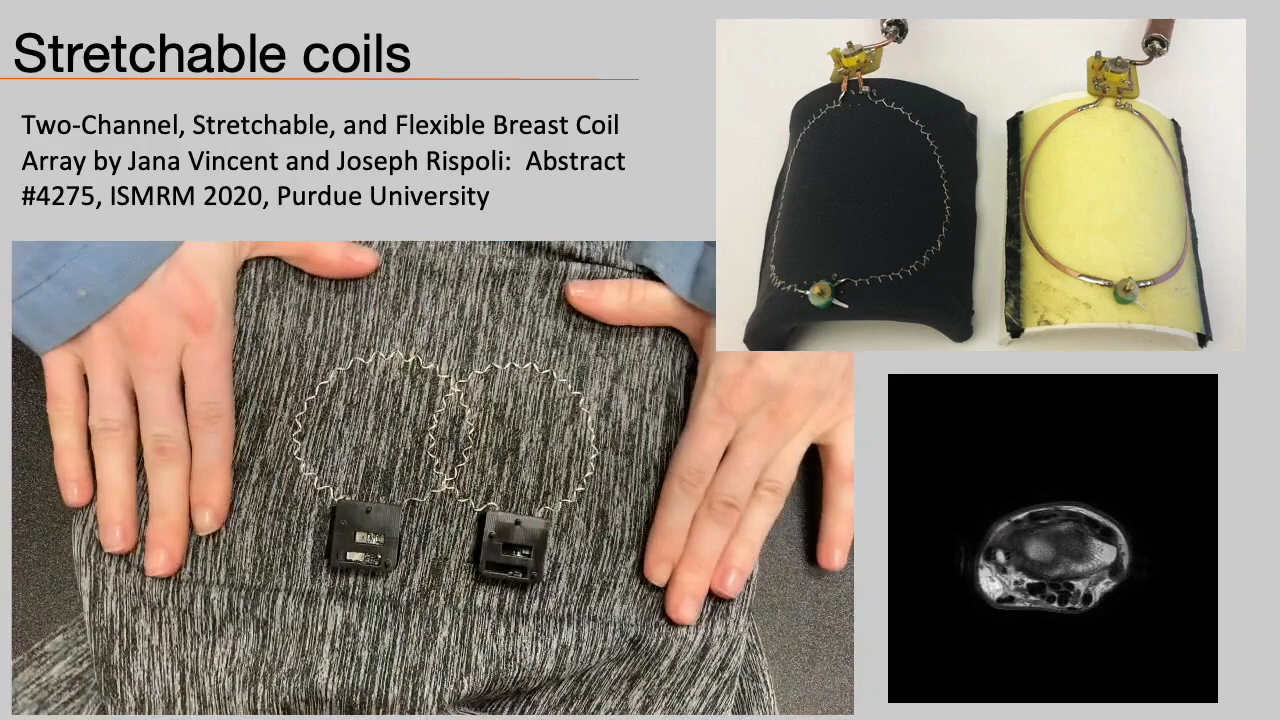 Stretchable coils
Two-Channel, Stretchable, and Flexible Breast Coil
Array by Jana Vincent and Joseph Rispoli:  Abstract
#4275, ISMRM 2020, Purdue University